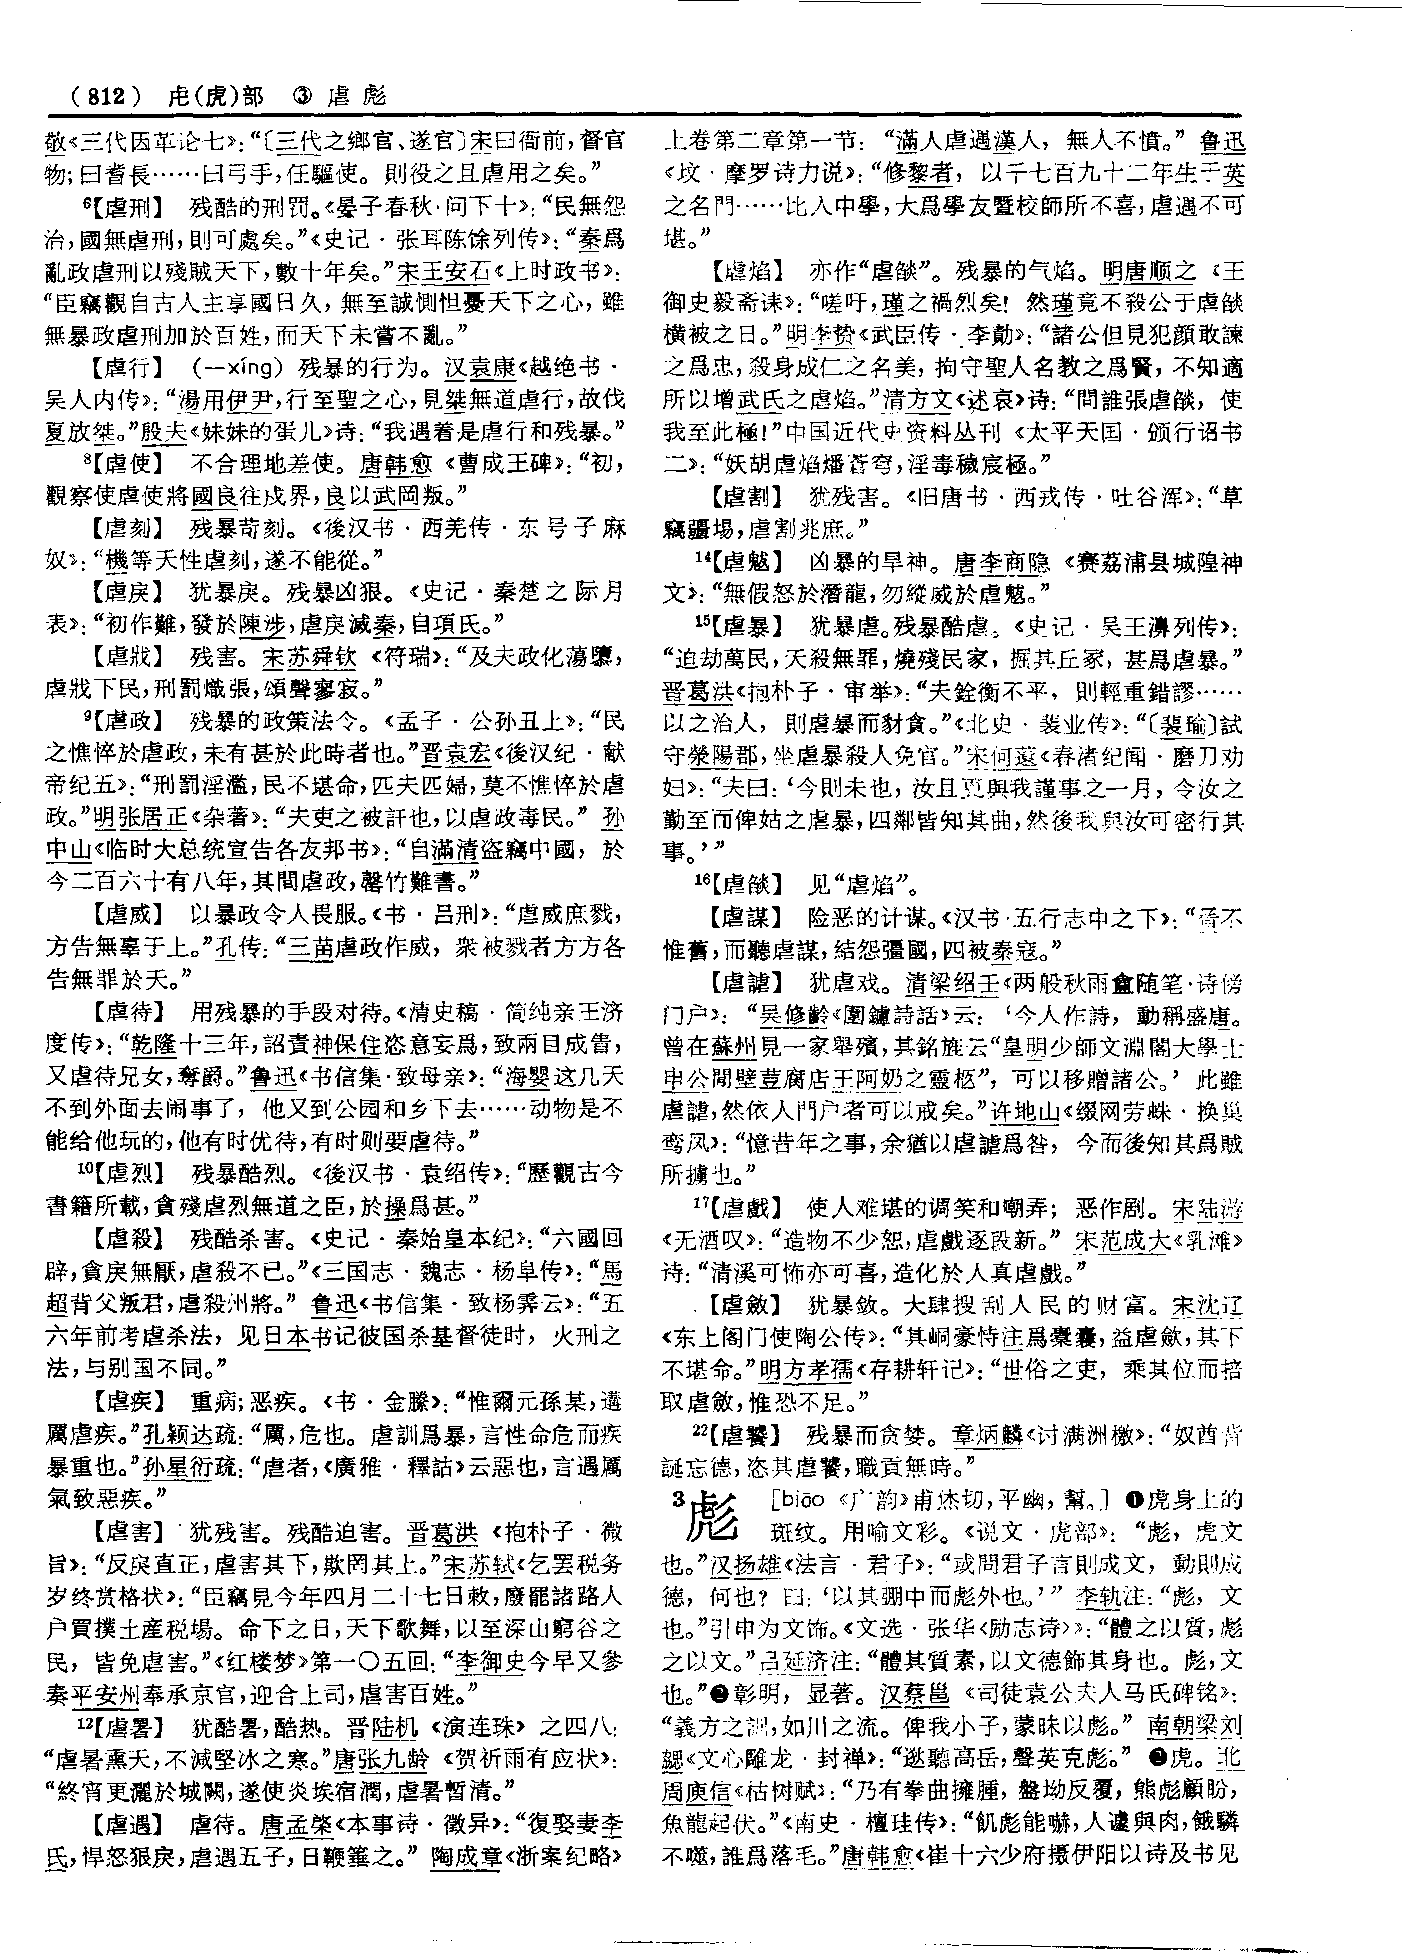 （812） 虍（虎）部 ③ 虐 彪
敬《三代因革论七》：“〔三代之鄉官、遂官〕宋曰衙前，督官
物；曰耆長……曰弓手，任驅使。則役之且虐用之矣。”
⁶【虐刑】 残酷的刑罚。《晏子春秋·问下十》：“民無怨
治，國無虐刑，則可處矣。”《史记·张耳陈馀列传》：“秦爲
亂政虐刑以殘賊天下，數十年矣。”宋王安石《上时政书》：
“臣竊觀自古人主享國日久，無至誠惻怛憂天下之心，雖
無暴政虐刑加於百姓，而天下未嘗不亂。”
【虐行】 （—xíng）残暴的行为。汉袁康《越绝书·
吴人内传》：“湯用伊尹，行至聖之心，見桀無道虐行，故伐
夏放桀。”殷夫《妹妹的蛋儿》诗：“我遇着是虐行和残暴。”
⁸【虐使】 不合理地差使。唐韩愈《曹成王碑》：“初，
觀察使虐使將國良往戍界，良以武岡叛。”
【虐刻】 残暴苛刻。《後汉书·西羌传·东号子麻
奴》：“機等天性虐刻，遂不能從。”
【虐戾】 犹暴戾。残暴凶狠。《史记·秦楚之际月
表》：“初作難，發於陳涉，虐戾滅秦，自項氏。”
【虐戕】 残害。宋苏舜钦《符瑞》：“及夫政化蕩隳，
虐戕下民，刑罰熾張，頌聲寥寂。”
⁹【虐政】 残暴的政策法令。《孟子·公孙丑上》：“民
之憔悴於虐政，未有甚於此時者也。”晋袁宏《後汉纪·献
帝纪五》：“刑罰淫濫，民不堪命，匹夫匹婦，莫不憔悴於虐
政。”明张居正《杂著》：“夫吏之被訐也，以虐政毒民。”孙
中山《临时大总统宣告各友邦书》：“自滿清盜竊中國，於
今二百六十有八年，其間虐政，罄竹難書。”
【虐威】 以暴政令人畏服。《书·吕刑》：“虐威庶戮，
方告無辜于上。”孔传：“三苗虐政作威，衆被戮者方方各
告無罪於天。”
【虐待】 用残暴的手段对待。《清史稿·简纯亲王济
度传》：“乾隆十三年，詔責神保住恣意妄爲，致兩目成眚，
又虐待兄女，奪爵。”鲁迅《书信集·致母亲》：“海婴这几天
不到外面去闹事了，他又到公园和乡下去……动物是不
能给他玩的，他有时优待，有时则要虐待。”
¹⁰【虐烈】 残暴酷烈。《後汉书·袁绍传》：“歷觀古今
書籍所載，貪殘虐烈無道之臣，於操爲甚。”
【虐殺】 残酷杀害。《史记·秦始皇本纪》：“六國回
辟，貪戾無厭，虐殺不已。”《三国志·魏志·杨阜传》：“馬
超背父叛君，虐殺州將。”鲁迅《书信集·致杨霁云》：“五
六年前考虐杀法，见日本书记彼国杀基督徒时，火刑之
法，与别国不同。”
【虐疾】 重病；恶疾。《书·金滕》：“惟爾元孫某，遘
厲虐疾。”孔颖达疏：“厲，危也。虐訓爲暴，言性命危而疾
暴重也。”孙星衍疏：“虐者，《廣雅·釋詁》云惡也，言遇厲
氣致惡疾。”
【虐害】 犹残害。残酷迫害。晋葛洪《抱朴子·微
旨》：“反戾直正，虐害其下，欺罔其上。”宋苏轼《乞罢税务
岁终赏格状》：“臣竊見今年四月二十七日敕，廢罷諸路人
户買撲土産税場。命下之日，天下歌舞，以至深山窮谷之
民，皆免虐害。”《红楼梦》第一〇五回：“李御史今早又參
奏平安州奉承京官，迎合上司，虐害百姓。”
¹²【虐暑】 犹酷暑，酷热。晋陆机《演连珠》之四八：
“虐暑熏天，不減堅冰之寒。”唐张九龄《贺祈雨有应状》：
“終宵更灑於城闕，遂使炎埃宿潤，虐暑暫清。”
【虐遇】 虐待。唐孟棨《本事诗·徵异》：“復娶妻李
氏，悍怒狠戾，虐遇五子，日鞭箠之。”陶成章《浙案纪略》
上卷第二章第一节：“滿人虐遇漢人，無人不憤。”鲁迅
《坟·摩罗诗力说》：“修黎者，以千七百九十二年生于英
之名門……比入中學，大爲學友暨校師所不喜，虐遇不可
堪。”
【虐焰】 亦作“虐燄”。残暴的气焰。明唐顺之《王
御史毅斋诔》：“嗟吁，瑾之禍烈矣！然瑾竟不殺公于虐燄
横被之日。”明李贽《武臣传·李勣》：“諸公但見犯顔敢諫
之爲忠，殺身成仁之名美，拘守聖人名教之爲賢，不知適
所以增武氏之虐焰。”清方文《述哀》诗：“問誰張虐燄，使
我至此極！”中国近代史资料丛刊《太平天国·颁行诏书
二》：“妖胡虐焰燔蒼穹，淫毒穢宸極。”
【虐割】 犹残害。《旧唐书·西戎传·吐谷浑》：“草
竊疆場，虐割兆庶。”
¹⁴【虐魃】 凶暴的旱神。唐李商隐《赛荔浦县城隍神
文》：“無假怒於潛龍，勿縱威於虐魃。”
¹⁵【虐暴】 犹暴虐。残暴酷虐。《史记·吴王濞列传》：
“迫劫萬民，夭殺無罪，燒殘民家，掘其丘冢，甚爲虐暴。”
晋葛洪《抱朴子·审举》：“夫銓衡不平，則輕重錯謬……
以之治人，則虐暴而豺貪。”《北史·裴业传》：“〔裴瑜〕試
守滎陽郡，坐虐暴殺人免官。”宋何薳《春渚纪闻·磨刀劝
妇》：“夫曰：‘今則未也，汝且更與我謹事之一月，令汝之
勤至而俾姑之虐暴，四鄰皆知其曲，然後我與汝可密行其
事。’”
¹⁶【虐燄】 见“虐焰”。
【虐謀】 险恶的计谋。《汉书·五行志中之下》：“晋不
惟舊，而聽虐謀，結怨彊國，四被秦寇。”
【虐謔】 犹虐戏。清梁绍壬《两般秋雨盦随笔·诗傍
门户》：“吴修齡《圍鑪詩話》云：‘今人作詩，動稱盛唐。
曾在蘇州見一家舉殯，其銘旌云“皇明少師文淵閣大學士
申公間壁荳腐店王阿奶之靈柩”，可以移贈諸公。’此雖
虐謔，然依人門户者可以戒矣。”许地山《缀网劳蛛·换巢
鸾凤》：“憶昔年之事，余猶以虐謔爲咎，今而後知其爲賊
所擄也。”
¹⁷【虐戲】 使人难堪的调笑和嘲弄；恶作剧。宋陆游
《无酒叹》：“造物不少恕，虐戲逐段新。”宋范成大《乳滩》
诗：“清溪可怖亦可喜，造化於人真虐戲。”
【虐斂】 犹暴敛。大肆搜刮人民的财富。宋沈辽
《东上阁门使陶公传》：“其峒豪恃注爲橐囊，益虐斂，其下
不堪命。”明方孝孺《存耕轩记》：“世俗之吏，乘其位而掊
取虐斂，惟恐不足。”
²²【虐饕】 残暴而贪婪。章炳麟《讨满洲檄》：“奴酋背
誕忘德，恣其虐饕，職貢無時。”
³彪 ［biāo《广韵》甫烋切，平幽，幫。］❶虎身上的
斑纹。用喻文彩。《说文·虎部》：“彪，虎文
也。”汉扬雄《法言·君子》：“或問君子言則成文，動則成
德，何也？曰：‘以其弸中而彪外也。’”李轨注：“彪，文
也。”引申为文饰。《文选·张华〈励志诗〉》：“體之以質，彪
之以文。”吕延济注：“體其質素，以文德飾其身也。彪，文
也。”❷彰明，显著。汉蔡邕《司徒袁公夫人马氏碑铭》：
“義方之訓，如川之流。俾我小子，蒙昧以彪。”南朝梁刘
勰《文心雕龙·封禅》：“逖聽高岳，聲英克彪。”❸虎。北
周庾信《枯树赋》：“乃有拳曲擁腫，盤坳反覆，熊彪顧盼，
魚龍起伏。”《南史·檀珪传》：“飢彪能嚇，人遽與肉，餓驎
不噬，誰爲落毛。”唐韩愈《崔十六少府摄伊阳以诗及书见